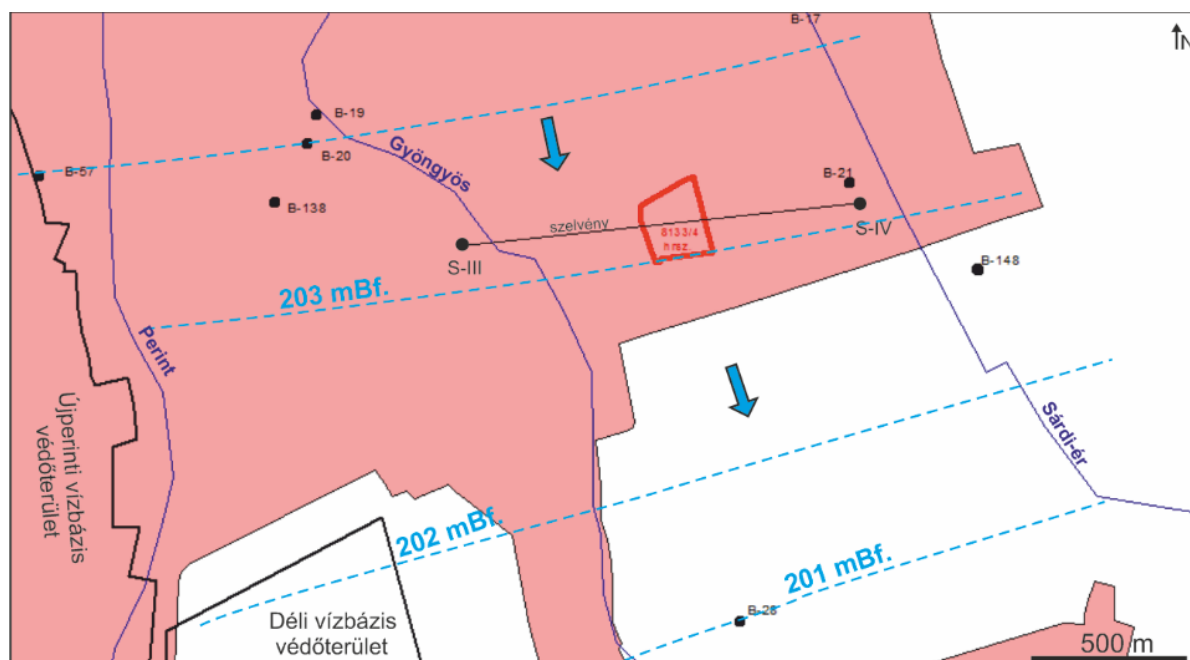 B-17
N
B-19
B-20
Gyöngyös
B-57
B-138
B-21
szelvény
8133/4
hrsz.
S-IV
S-III
B-148
203 mBf.
Perint
Újperinti vízbázis
védőterület
Sárdi-ér
202 mBf.
201 mBf.
B-28
Déli vízbázis
védőterület
500 m